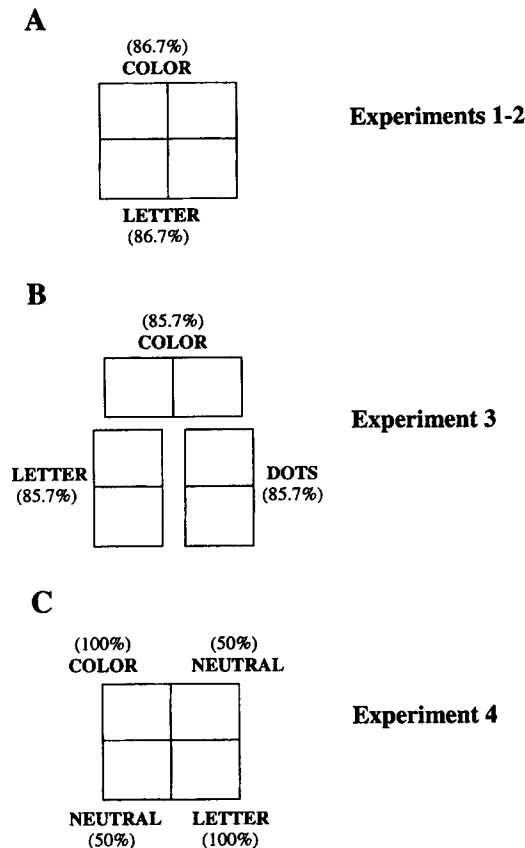 A
(86.7%)
COLOR
Experiments 1-2
LETTER
(86.7%)
B
(85.7%)
COLOR
Experiment 3
LETTER
(85.7%)
DOTS
(85.7%)
C
(100%)
COLOR
(50%)
NEUTRAL
Experiment 4
NEUTRAL
(50%)
LETTER
(100%)